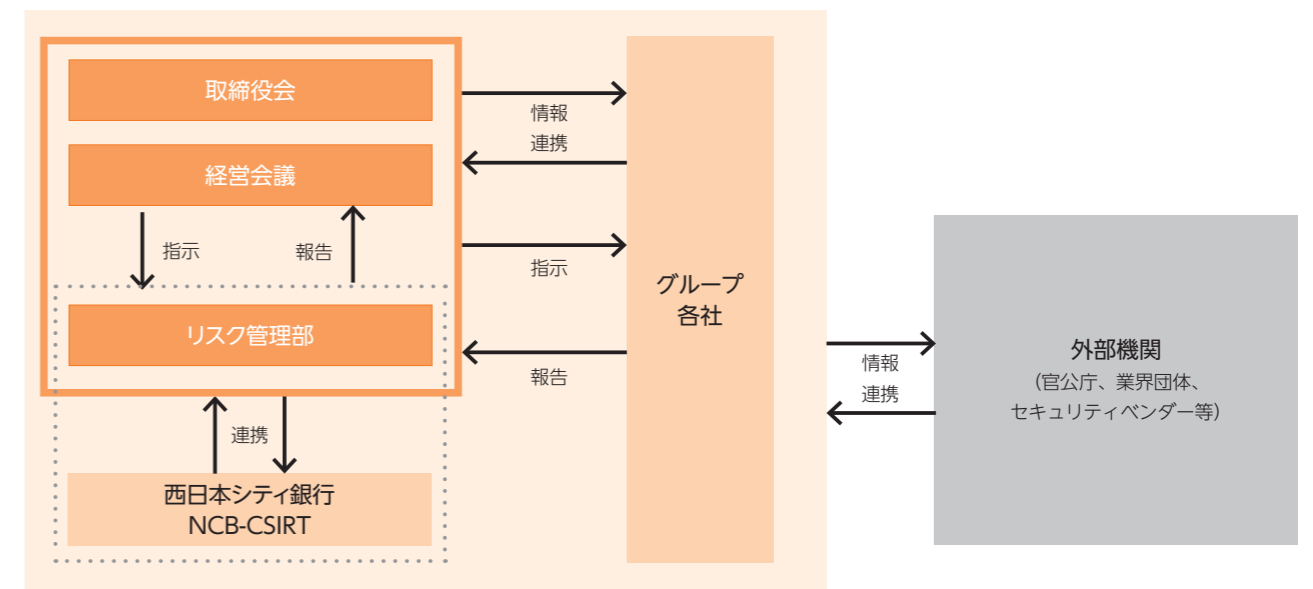 取締役会
経営会議
指示
報告
リスク管理部
連携
西日本シティ銀行
NCB-CSIRT
情報
連携
指示
報告
グループ
各社
情報
連携
外部機関
（官公庁、業界団体、
セキュリティベンダー等）